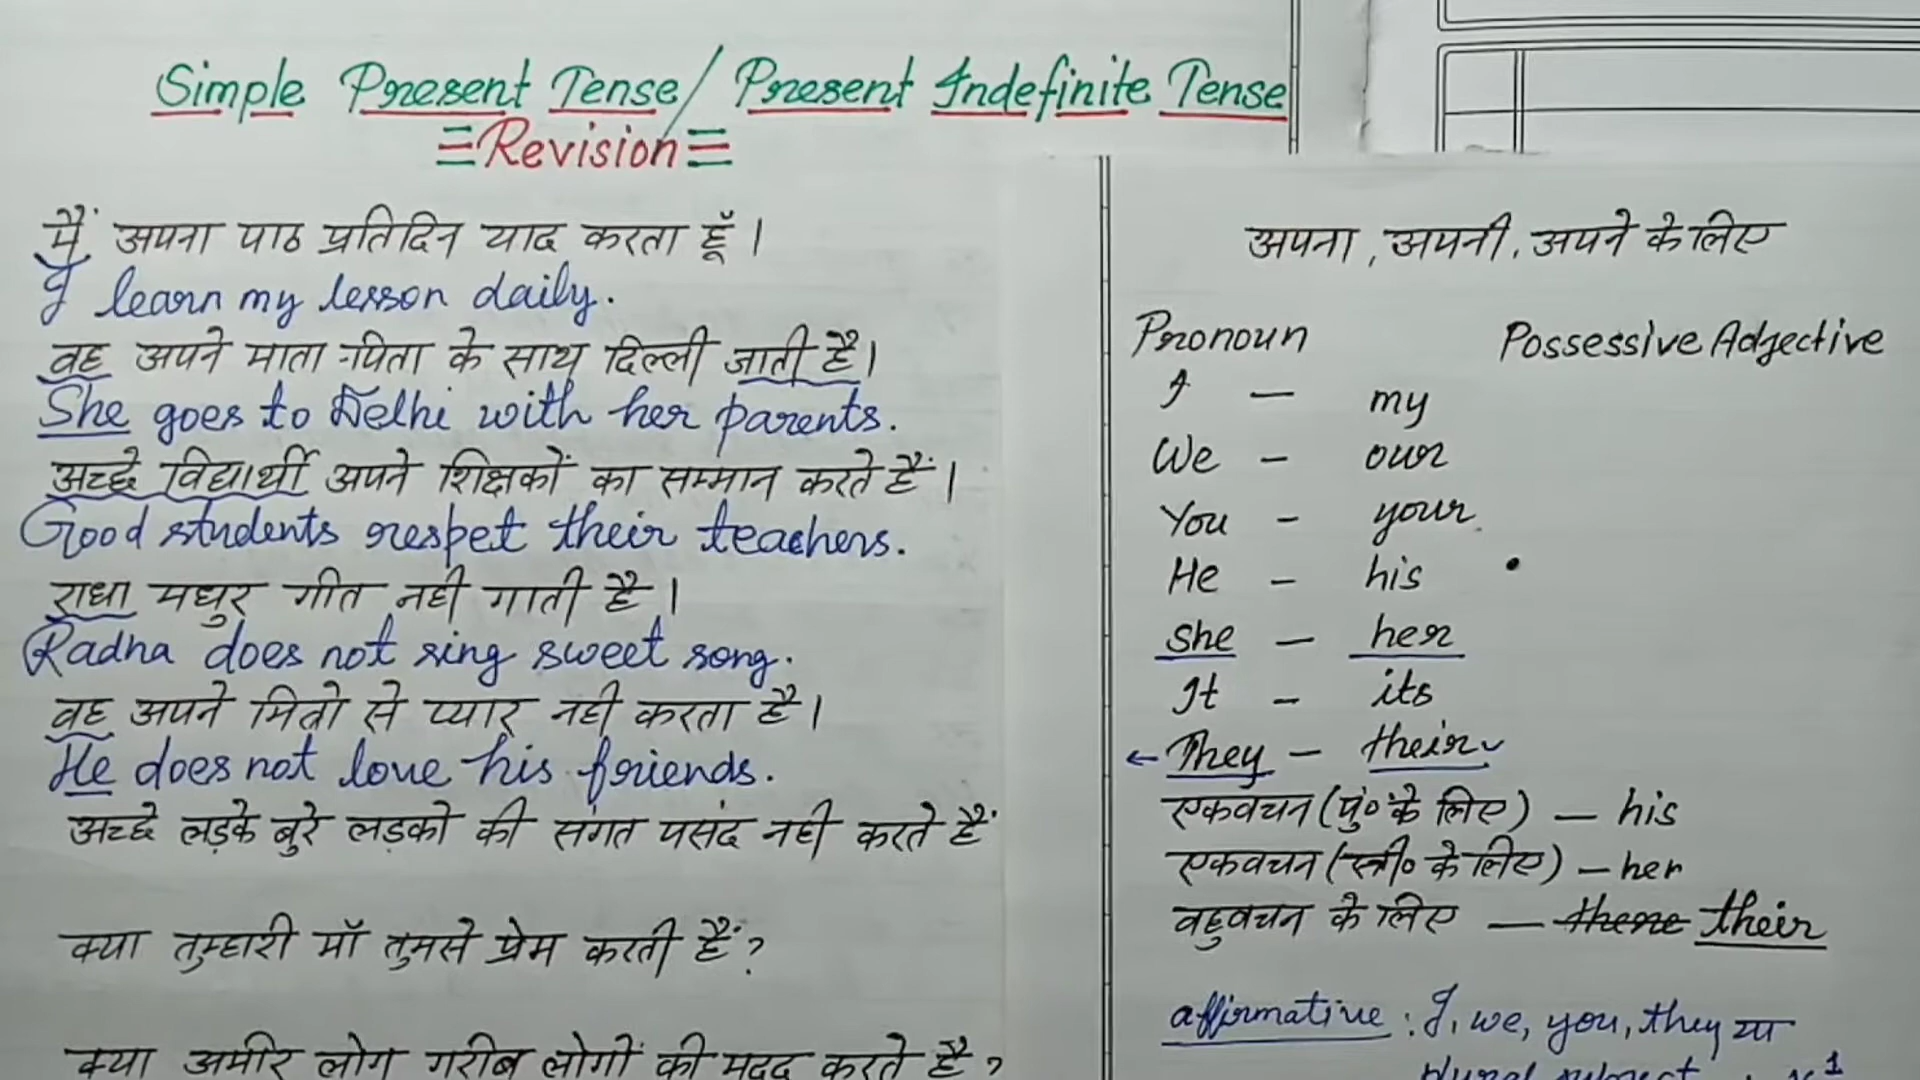 Simple Present Tense/ Present Indefinite Tense
Revision
मैं अपना पाठ प्रतिदिन याद करता हूँ।
I learn my lesson daily.
वह अपने माता-पिता के साथ दिल्ली जाती है।
She goes to Delhi with her parents.
अच्छे विद्यार्थी अपने शिक्षकों का सम्मान करते हैं।
Good students respet their teachers.
राधा मधुर गीत नही गाती है।
Radha does not sing sweet song.
वह अपने मित्रो से प्यार नही करता है।
He does not love his friends.
अच्छे लड़के बुरे लड़को की संगत पसंद नही करते हैं
क्या तुम्हारी माँ तुमसे प्रेम करती हैं?
क्या अमीर लोग गरीब लोगों की मदद करते हैं?
अपना, अपनी, अपने के लिए
Pronoun Possessive Adjective
I — my
We — our
You — your
He — his
she — her
It — its
They — their
एकवचन (पुं० के लिए) — his
एकवचन (स्त्री० के लिए) — her
वहुवचन के लिए — there their
affirmative : I, we, you, they या
plural subject